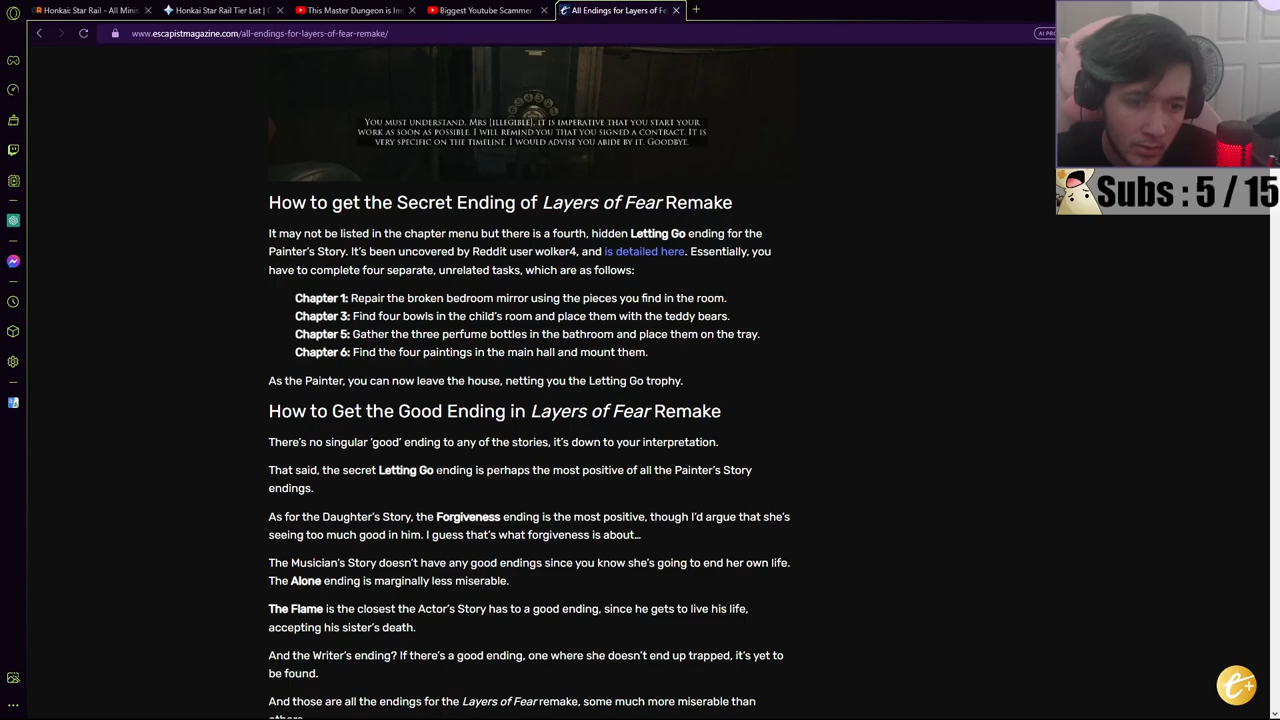 Honkai: Star Rail - All Minis
Honkai Star Rail Tier List | G
This Master Dungeon is Imp
Biggest Youtube Scammer
All Endings for Layers of Fe
www.escapistmagazine.com/all-endings-for-layers-of-fear-remake/
AI PRO
YOU MUST UNDERSTAND, MRS [ILLEGIBLE], IT IS IMPERATIVE THAT YOU START YOUR
WORK AS SOON AS POSSIBLE. I WILL REMIND YOU THAT YOU SIGNED A CONTRACT. IT IS
VERY SPECIFIC ON THE TIMELINE. I WOULD ADVISE YOU ABIDE BY IT. GOODBYE.
Subs : 5 / 15
How to get the Secret Ending of Layers of Fear Remake
It may not be listed in the chapter menu but there is a fourth, hidden Letting Go ending for the
Painter's Story. It's been uncovered by Reddit user wolker4, and is detailed here. Essentially, you
have to complete four separate, unrelated tasks, which are as follows:
Chapter 1: Repair the broken bedroom mirror using the pieces you find in the room.
Chapter 3: Find four bowls in the child's room and place them with the teddy bears.
Chapter 5: Gather the three perfume bottles in the bathroom and place them on the tray.
Chapter 6: Find the four paintings in the main hall and mount them.
As the Painter, you can now leave the house, netting you the Letting Go trophy.
How to Get the Good Ending in Layers of Fear Remake
There's no singular 'good' ending to any of the stories, it's down to your interpretation.
That said, the secret Letting Go ending is perhaps the most positive of all the Painter's Story
endings.
As for the Daughter's Story, the Forgiveness ending is the most positive, though I'd argue that she's
seeing too much good in him. I guess that's what forgiveness is about...
The Musician's Story doesn't have any good endings since you know she's going to end her own life.
The Alone ending is marginally less miserable.
The Flame is the closest the Actor's Story has to a good ending, since he gets to live his life,
accepting his sister's death.
And the Writer's ending? If there's a good ending, one where she doesn't end up trapped, it's yet to
be found.
And those are all the endings for the Layers of Fear remake, some much more miserable than
others.
e+